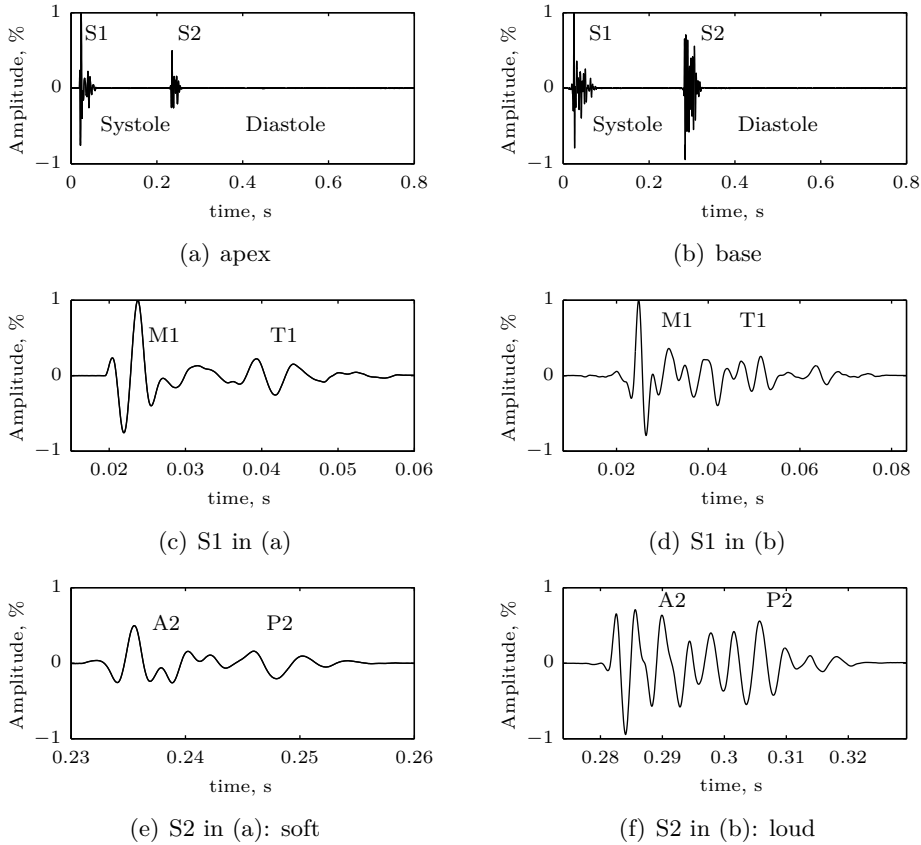 1
S1
S2
Amplitude, %
0
Systole
Diastole
−1
0
0.2
0.4
0.6
0.8
time, s
(a) apex
1
S1
S2
Amplitude, %
0
Systole
Diastole
−1
0
0.2
0.4
0.6
0.8
time, s
(b) base
1
M1
T1
Amplitude, %
0
−1
0.02
0.03
0.04
0.05
0.06
time, s
(c) S1 in (a)
1
M1
T1
Amplitude, %
0
−1
0.02
0.04
0.06
0.08
time, s
(d) S1 in (b)
1
A2
P2
Amplitude, %
0
−1
0.23
0.24
0.25
0.26
time, s
(e) S2 in (a): soft
1
A2
P2
Amplitude, %
0
−1
0.28
0.29
0.3
0.31
0.32
time, s
(f) S2 in (b): loud